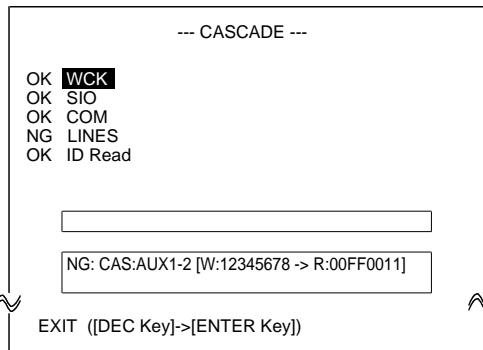 --- CASCADE ---
OK WCK
OK SIO
OK COM
NG LINES
OK ID Read
NG: CAS:AUX1-2 [W:12345678 -> R:00FF0011]
EXIT ([DEC Key]->[ENTER Key])